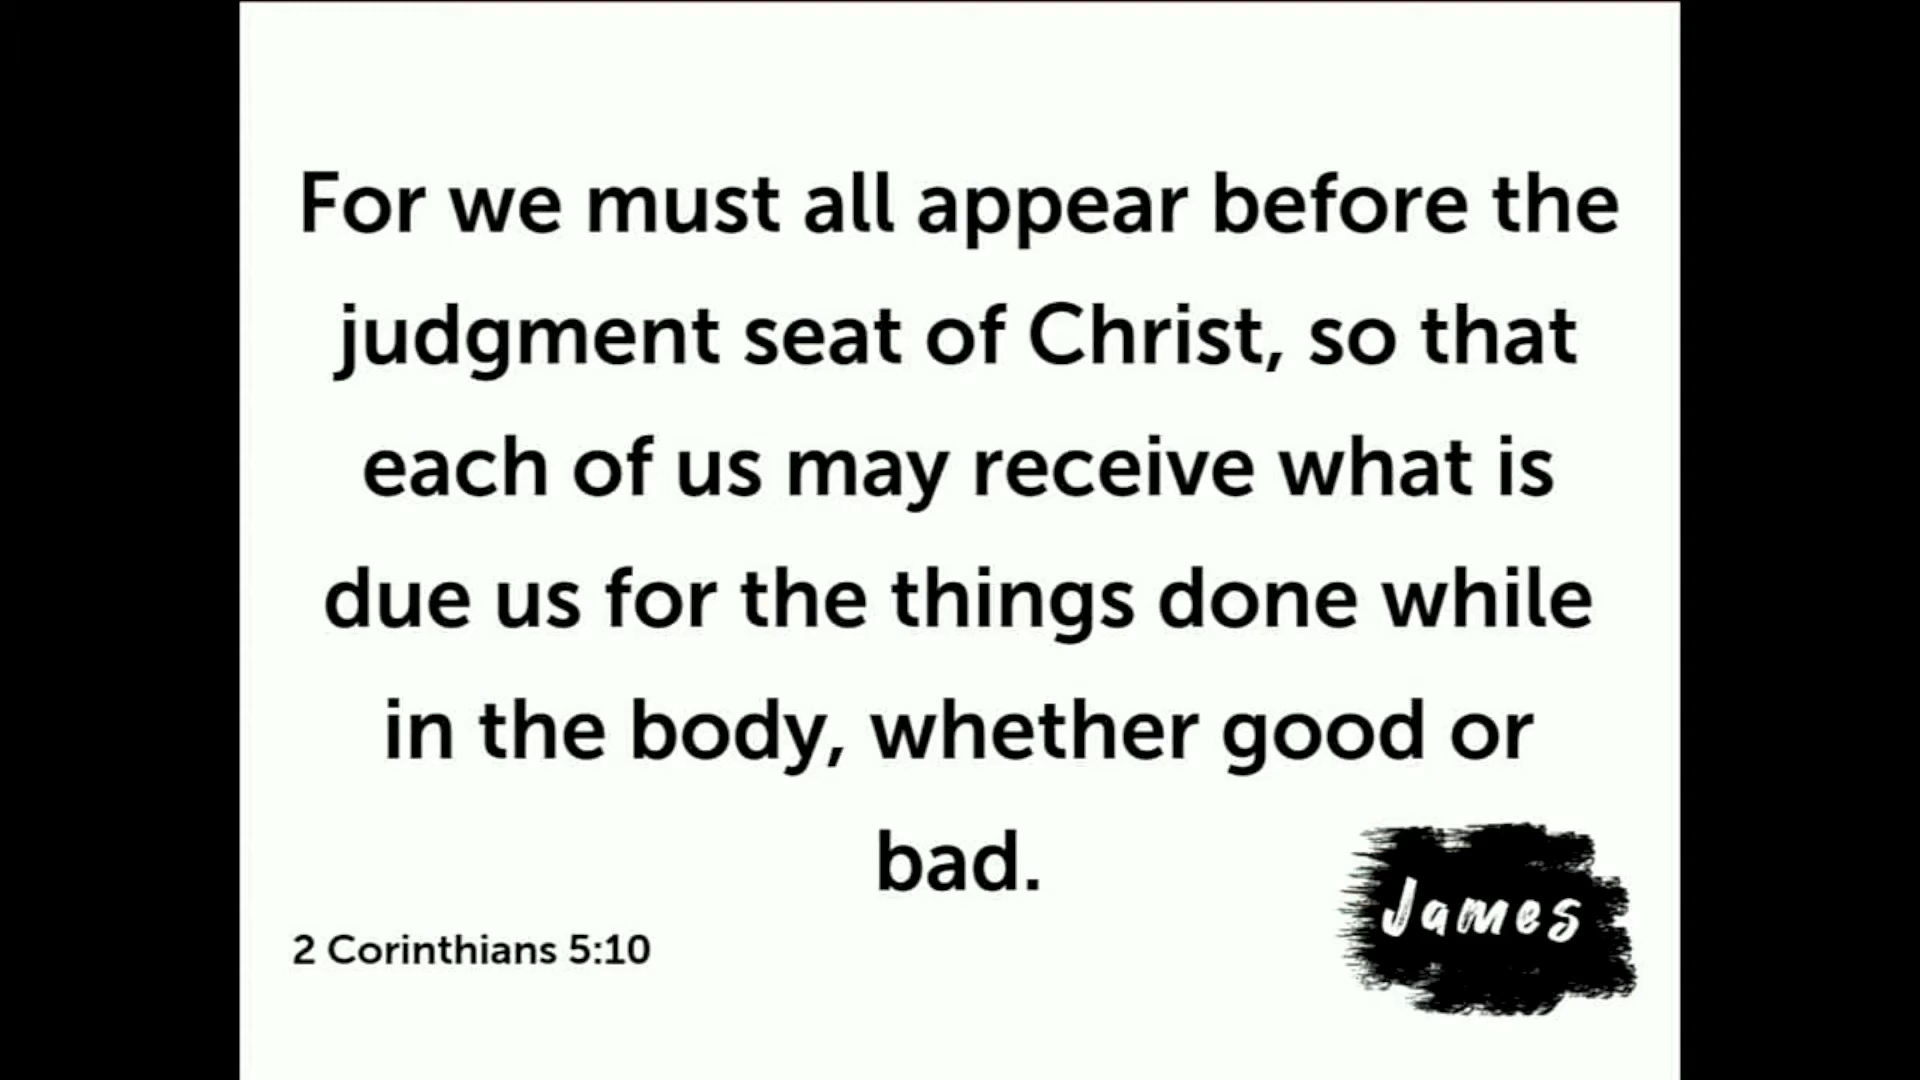 For we must all appear before the
judgment seat of Christ, so that
each of us may receive what is
due us for the things done while
in the body, whether good or
bad.
James
2 Corinthians 5:10